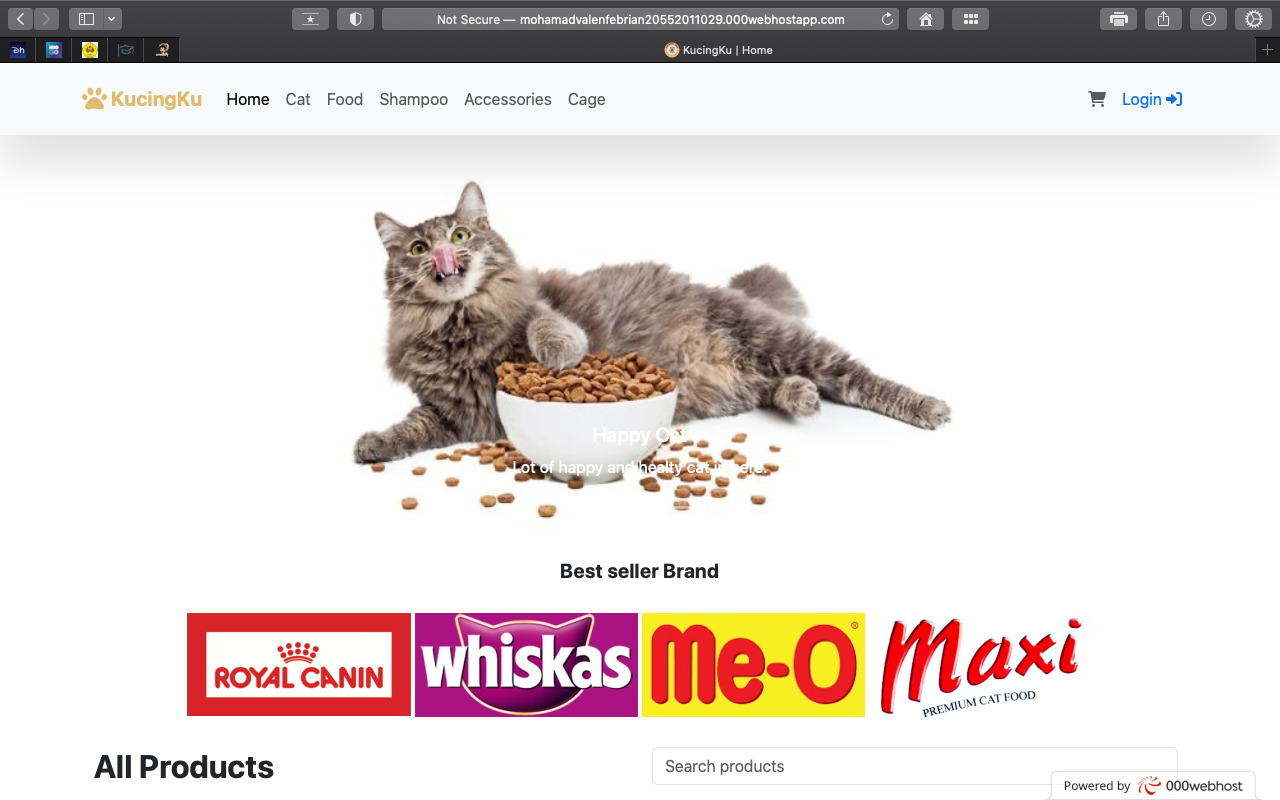 Not Secure — mohamadvalenfebrian20552011029.000webhostapp.com
KucingKu | Home
KucingKu Home Cat Food Shampoo Accessories Cage Login
Happy Cat
Lot of happy and healty cat in here.
Best seller Brand
ROYAL CANIN
whiskas
Me-O
Maxi
PREMIUM CAT FOOD
All Products
Search products
Powered by 000webhost